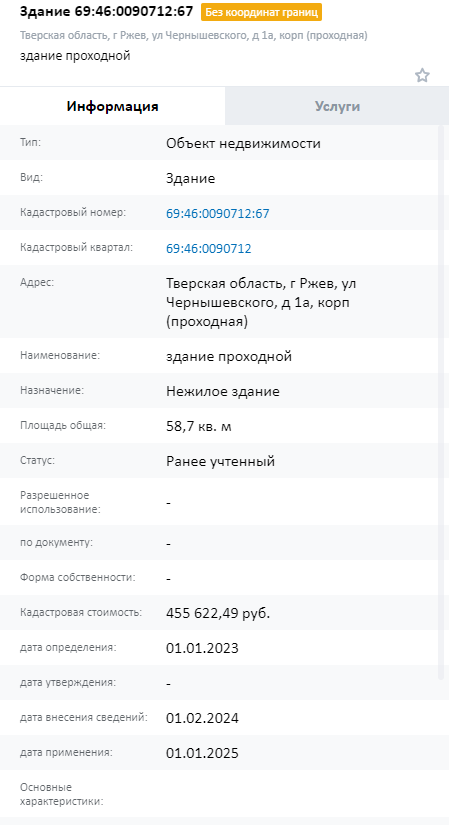 Здание 69:46:0090712:67 Без координат границ
Тверская область, г Ржев, ул Чернышевского, д 1а, корп (проходная)
здание проходной
Информация Услуги
Тип: Объект недвижимости
Вид: Здание
Кадастровый номер: 69:46:0090712:67
Кадастровый квартал: 69:46:0090712
Адрес: Тверская область, г Ржев, ул
Чернышевского, д 1а, корп
(проходная)
Наименование: здание проходной
Назначение: Нежилое здание
Площадь общая: 58,7 кв. м
Статус: Ранее учтенный
Разрешенное
использование: -
по документу: -
Форма собственности: -
Кадастровая стоимость: 455 622,49 руб.
дата определения: 01.01.2023
дата утверждения: -
дата внесения сведений: 01.02.2024
дата применения: 01.01.2025
Основные
характеристики: